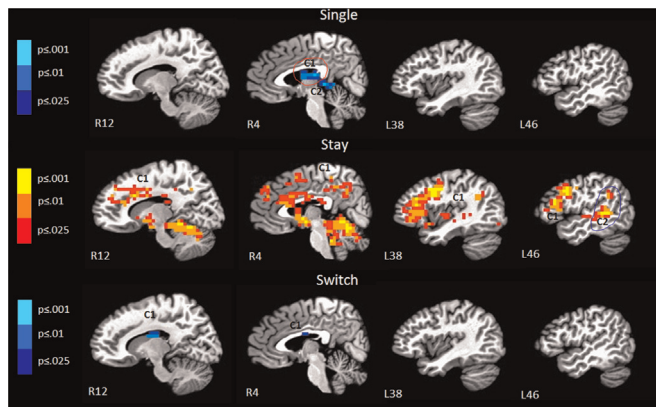 Single
p≤.001
p≤.01
p≤.025
C1
C2
R12
R4
L38
L46
Stay
p≤.001
p≤.01
p≤.025
C1
C1
C1
C1
C2
R12
R4
L38
L46
Switch
p≤.001
p≤.01
p≤.025
C1
C1
R12
R4
L38
L46